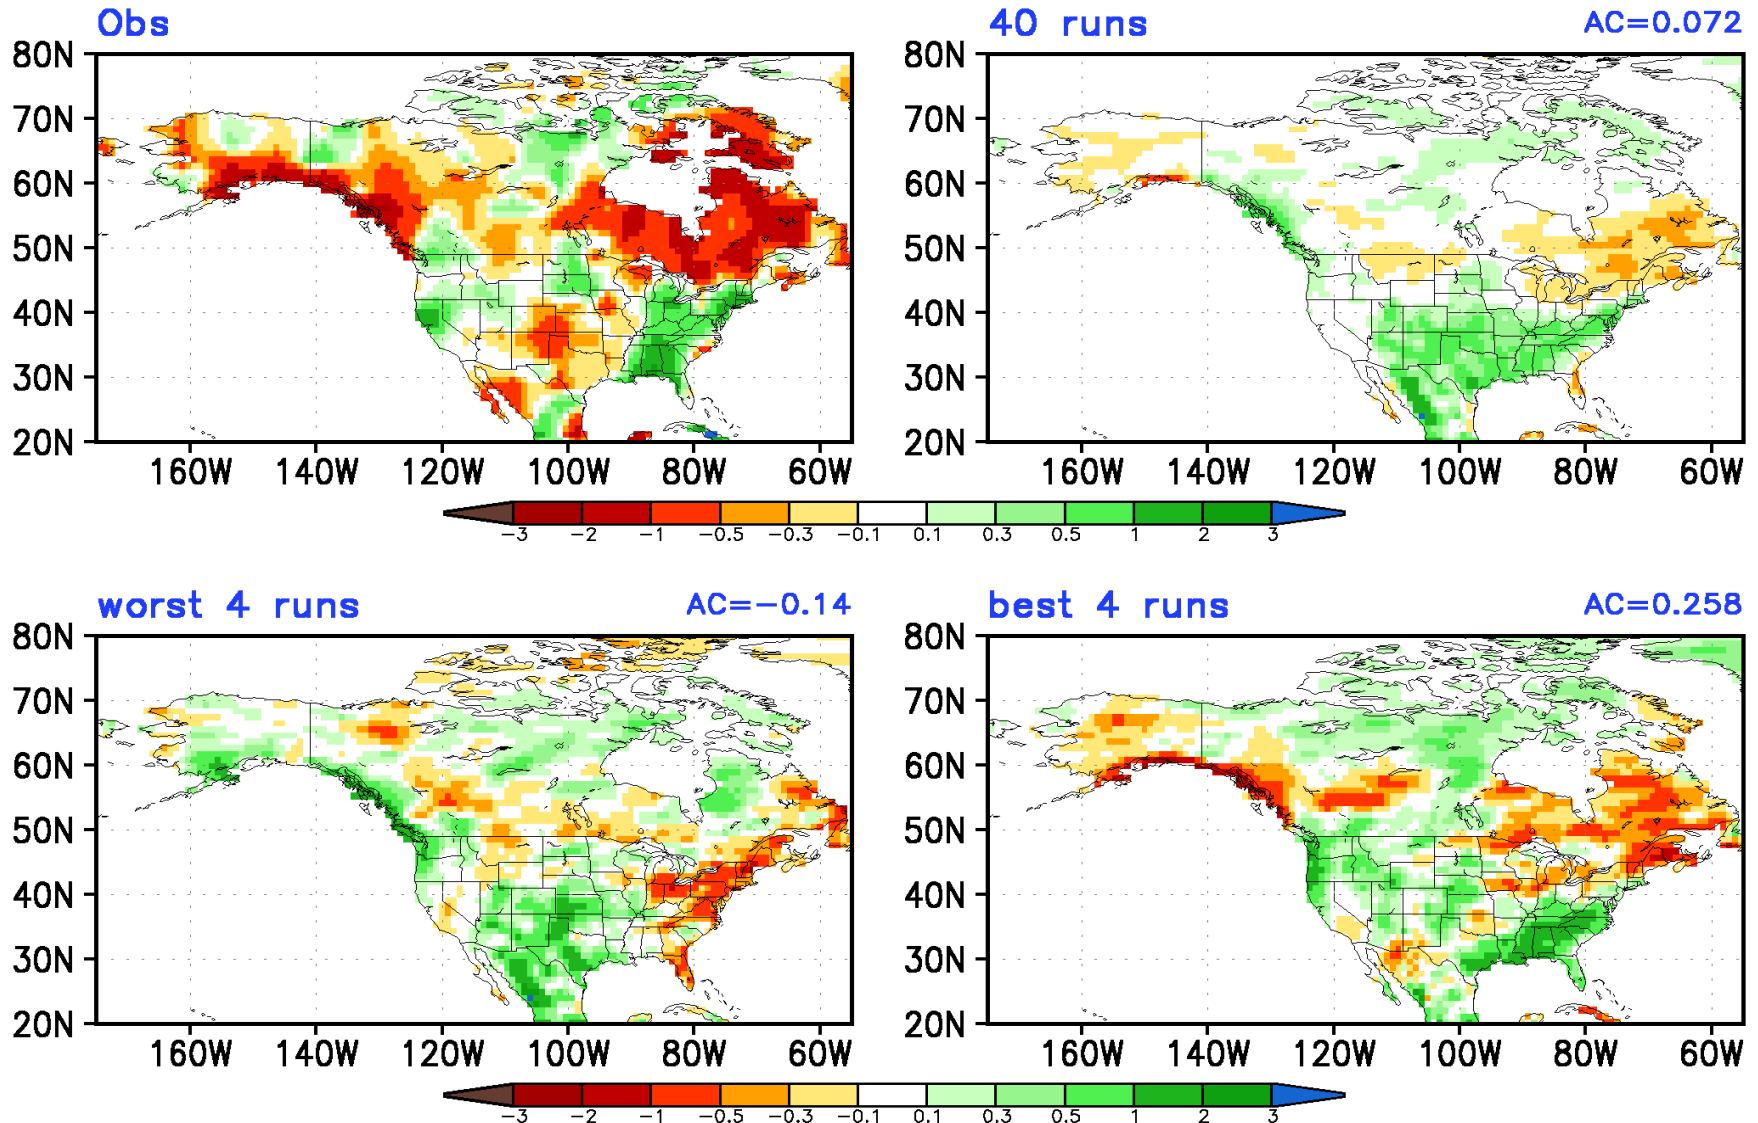 Obs
40 runs AC=0.072
80N 80N
70N 70N
60N 60N
50N 50N
40N 40N
30N 30N
20N 20N
160W 140W 120W 100W 80W 60W 160W 140W 120W 100W 80W 60W
−3 −2 −1 −0.5 −0.3 −0.1 0.1 0.3 0.5 1 2 3
worst 4 runs AC=−0.14
best 4 runs AC=0.258
80N 80N
70N 70N
60N 60N
50N 50N
40N 40N
30N 30N
20N 20N
160W 140W 120W 100W 80W 60W 160W 140W 120W 100W 80W 60W
−3 −2 −1 −0.5 −0.3 −0.1 0.1 0.3 0.5 1 2 3